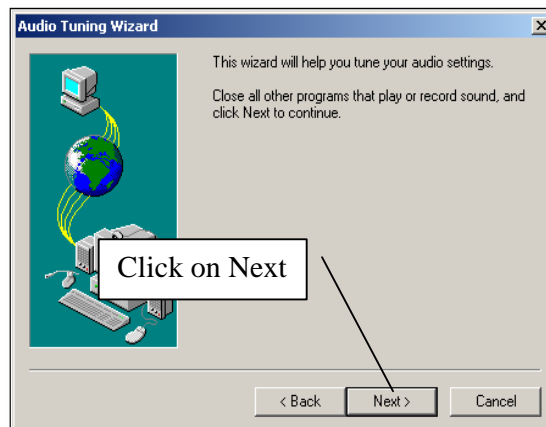 Audio Tuning Wizard
This wizard will help you tune your audio settings.
Close all other programs that play or record sound, and
click Next to continue.
Click on Next
< Back
Next >
Cancel